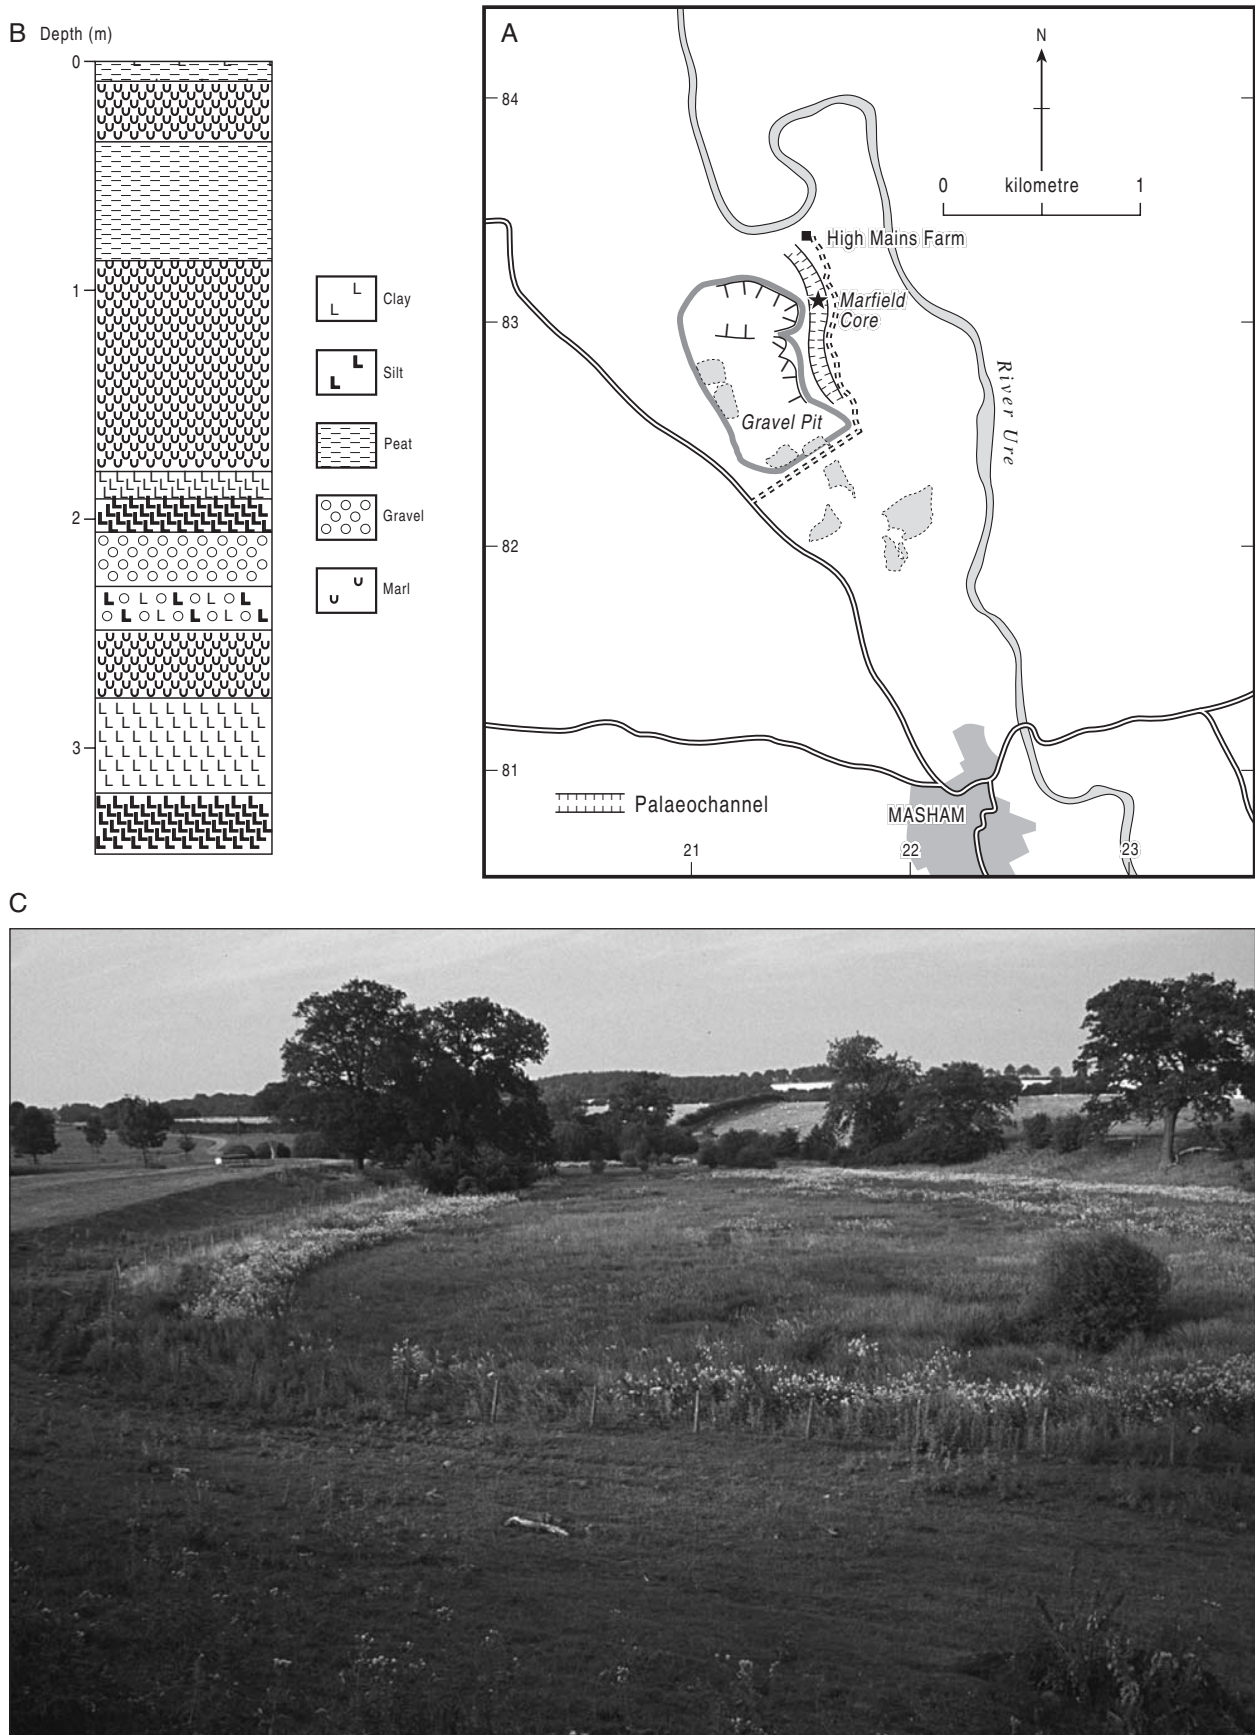 B Depth (m)
0
1
2
3
Clay
Silt
Peat
Gravel
Marl
A
N
84
83
82
81
0 kilometre 1
High Mains Farm
Marfield
Core
Gravel Pit
River Ure
Palaeochannel
MASHAM
21
22
23
C